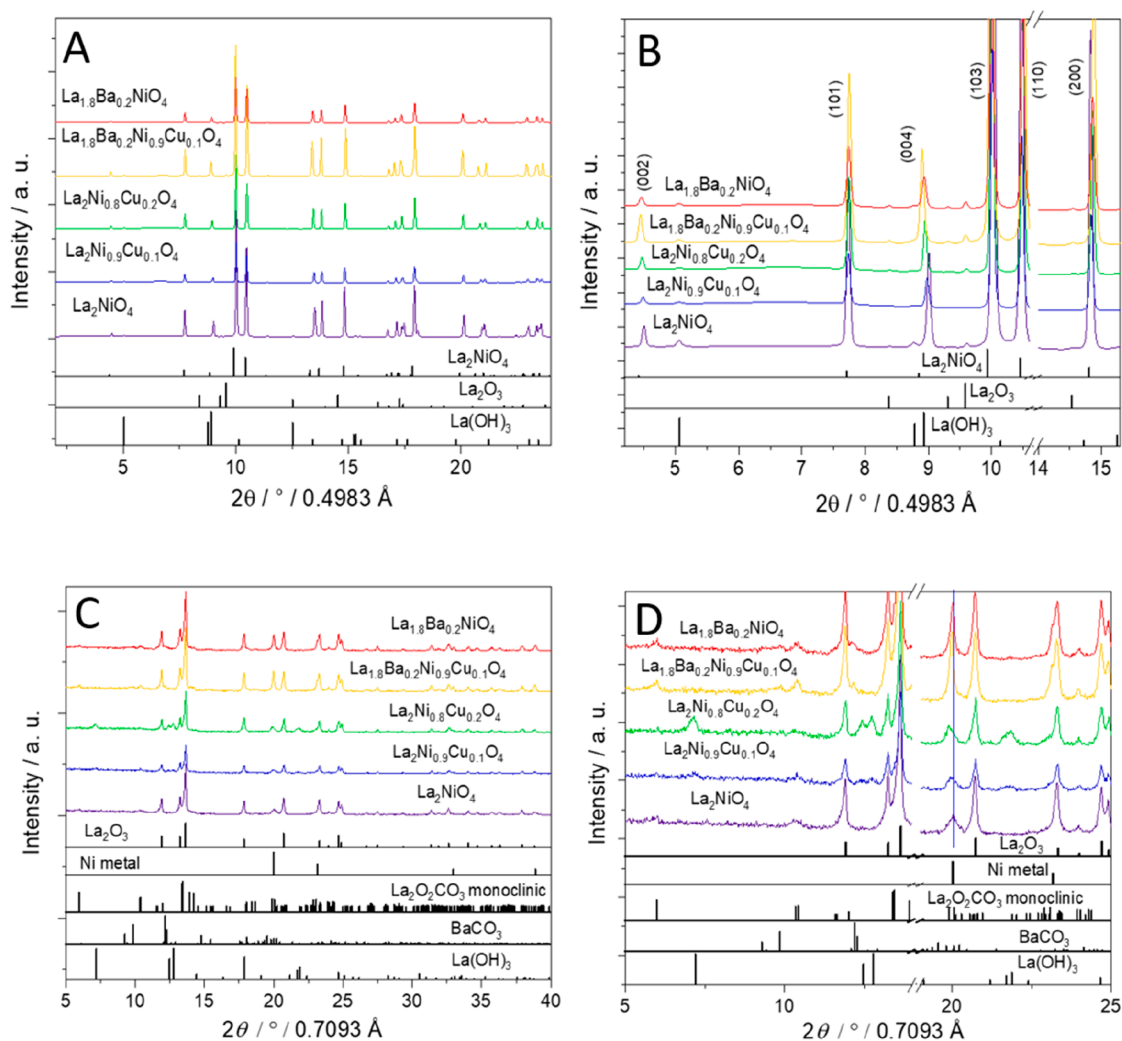 A
La₁.₈Ba₀.₂NiO₄
La₁.₈Ba₀.₂Ni₀.₉Cu₀.₁O₄
La₂Ni₀.₈Cu₀.₂O₄
La₂Ni₀.₉Cu₀.₁O₄
La₂NiO₄
La₂NiO₄
La₂O₃
La(OH)₃
Intensity / a. u.
5 10 15 20
2θ / ° / 0.4983 Å
B
(002)
(101)
(004)
(103)
(110)
(200)
La₁.₈Ba₀.₂NiO₄
La₁.₈Ba₀.₂Ni₀.₉Cu₀.₁O₄
La₂Ni₀.₈Cu₀.₂O₄
La₂Ni₀.₉Cu₀.₁O₄
La₂NiO₄
La₂NiO₄
La₂O₃
La(OH)₃
Intensity / a. u.
5 6 7 8 9 10 14 15
2θ / ° / 0.4983 Å
C
La₁.₈Ba₀.₂NiO₄
La₁.₈Ba₀.₂Ni₀.₉Cu₀.₁O₄
La₂Ni₀.₈Cu₀.₂O₄
La₂Ni₀.₉Cu₀.₁O₄
La₂NiO₄
La₂O₃
Ni metal
La₂O₂CO₃ monoclinic
BaCO₃
La(OH)₃
Intensity / a. u.
5 10 15 20 25 30 35 40
2θ / ° / 0.7093 Å
D
La₁.₈Ba₀.₂NiO₄
La₁.₈Ba₀.₂Ni₀.₉Cu₀.₁O₄
La₂Ni₀.₈Cu₀.₂O₄
La₂Ni₀.₉Cu₀.₁O₄
La₂NiO₄
La₂O₃
Ni metal
La₂O₂CO₃ monoclinic
BaCO₃
La(OH)₃
Intensity / a. u.
5 10 20 25
2θ / ° / 0.7093 Å